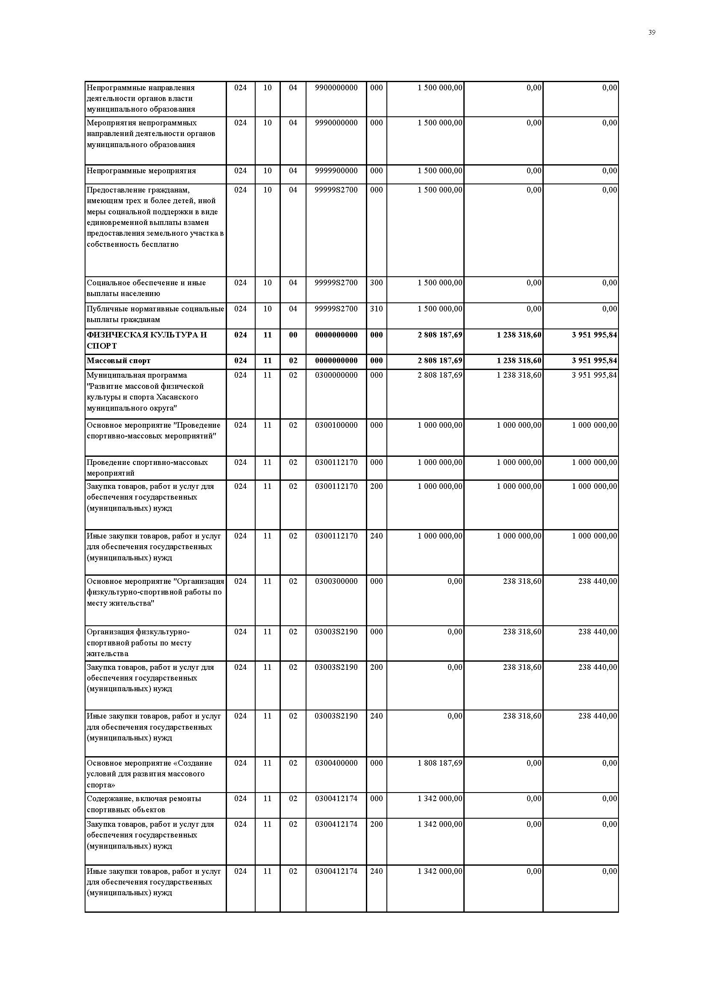 39
Непрограммные направления 024 10 04 9900000000 000 1 500 000,00 0,00 0,00
деятельности органов власти
муниципального образования
Мероприятия непрограммных 024 10 04 9990000000 000 1 500 000,00 0,00 0,00
направлений деятельности органов
муниципального образования
Непрограммные мероприятия 024 10 04 9999900000 000 1 500 000,00 0,00 0,00
Предоставление гражданам, 024 10 04 99999S2700 000 1 500 000,00 0,00 0,00
имеющим трех и более детей, иной
меры социальной поддержки в виде
единовременной выплаты взамен
предоставления земельного участка в
собственность бесплатно
Социальное обеспечение и иные 024 10 04 99999S2700 300 1 500 000,00 0,00 0,00
выплаты населению
Публичные нормативные социальные 024 10 04 99999S2700 310 1 500 000,00 0,00 0,00
выплаты гражданам
ФИЗИЧЕСКАЯ КУЛЬТУРА И 024 11 00 0000000000 000 2 808 187,69 1 238 318,60 3 951 995,84
СПОРТ
Массовый спорт 024 11 02 0000000000 000 2 808 187,69 1 238 318,60 3 951 995,84
Муниципальная программа 024 11 02 0300000000 000 2 808 187,69 1 238 318,60 3 951 995,84
"Развитие массовой физической
культуры и спорта Хасанского
муниципального округа"
Основное мероприятие "Проведение 024 11 02 0300100000 000 1 000 000,00 1 000 000,00 1 000 000,00
спортивно-массовых мероприятий"
Проведение спортивно-массовых 024 11 02 0300112170 000 1 000 000,00 1 000 000,00 1 000 000,00
мероприятий
Закупка товаров, работ и услуг для 024 11 02 0300112170 200 1 000 000,00 1 000 000,00 1 000 000,00
обеспечения государственных
(муниципальных) нужд
Иные закупки товаров, работ и услуг 024 11 02 0300112170 240 1 000 000,00 1 000 000,00 1 000 000,00
для обеспечения государственных
(муниципальных) нужд
Основное мероприятие "Организация 024 11 02 0300300000 000 0,00 238 318,60 238 440,00
физкультурно-спортивной работы по
месту жительства"
Организация физкультурно- 024 11 02 03003S2190 000 0,00 238 318,60 238 440,00
спортивной работы по месту
жительства
Закупка товаров, работ и услуг для 024 11 02 03003S2190 200 0,00 238 318,60 238 440,00
обеспечения государственных
(муниципальных) нужд
Иные закупки товаров, работ и услуг 024 11 02 03003S2190 240 0,00 238 318,60 238 440,00
для обеспечения государственных
(муниципальных) нужд
Основное мероприятие «Создание 024 11 02 0300400000 000 1 808 187,69 0,00 0,00
условий для развития массового
спорта»
Содержание, включая ремонты 024 11 02 0300412174 000 1 342 000,00 0,00 0,00
спортивных объектов
Закупка товаров, работ и услуг для 024 11 02 0300412174 200 1 342 000,00 0,00 0,00
обеспечения государственных
(муниципальных) нужд
Иные закупки товаров, работ и услуг 024 11 02 0300412174 240 1 342 000,00 0,00 0,00
для обеспечения государственных
(муниципальных) нужд